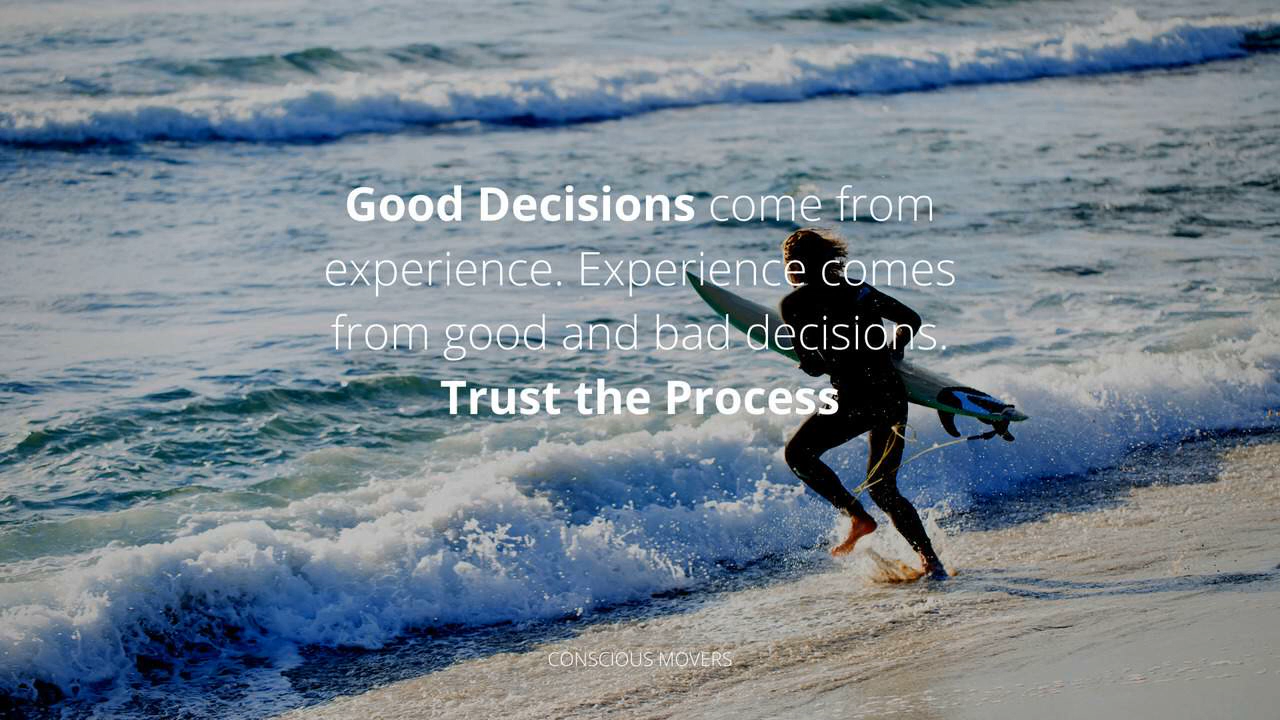 Good Decisions come from
experience. Experience comes
from good and bad decisions.
Trust the Process
CONSCIOUS MOVERS